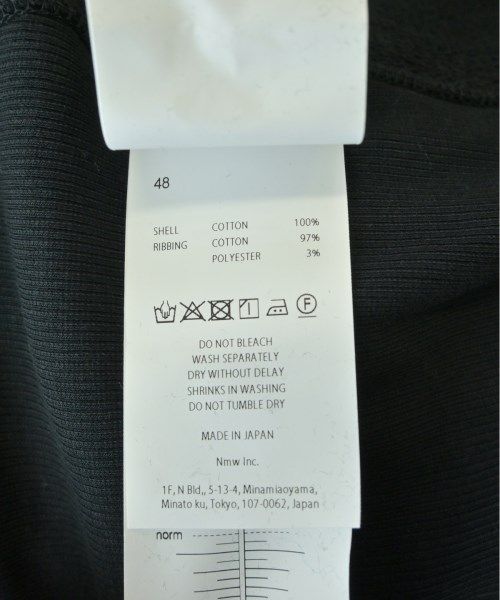 48
SHELL COTTON 100%
RIBBING COTTON 97%
POLYESTER 3%
F
DO NOT BLEACH
WASH SEPARATELY
DRY WITHOUT DELAY
SHRINKS IN WASHING
DO NOT TUMBLE DRY
MADE IN JAPAN
Nmw Inc.
1F, N Bld,, 5-13-4, Minamiaoyama,
Minato ku, Tokyo, 107-0062, Japan
norm